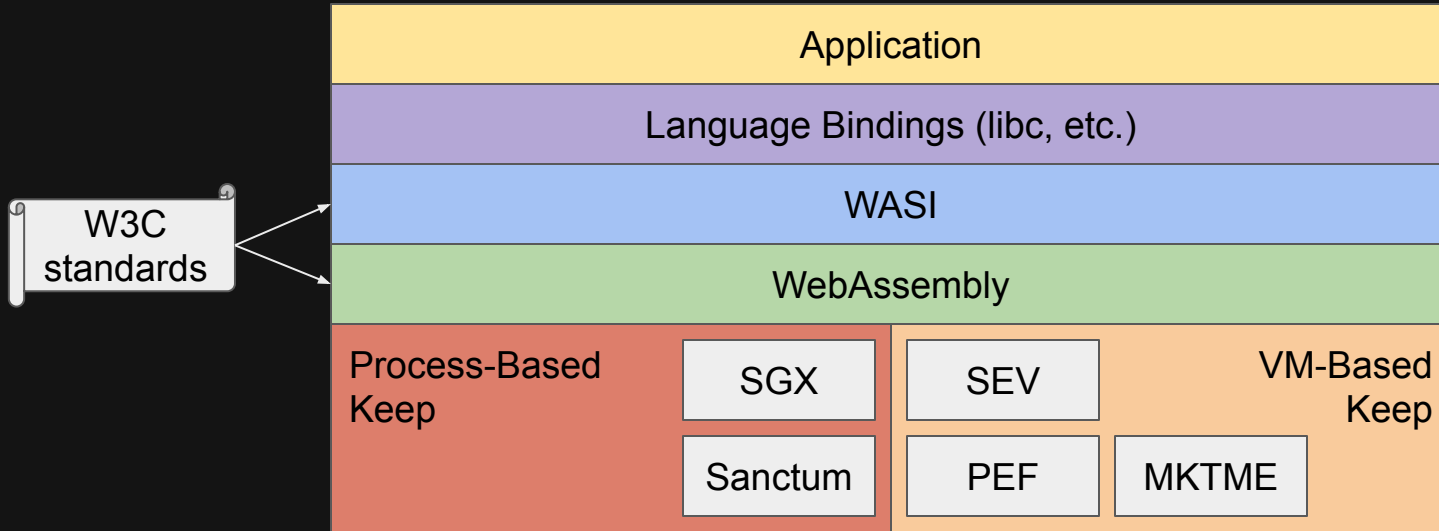 Application
Language Bindings (libc, etc.)
W3C
standards
WASI
WebAssembly
Process-Based
Keep
SGX
Sanctum
SEV
PEF
MKTME
VM-Based
Keep